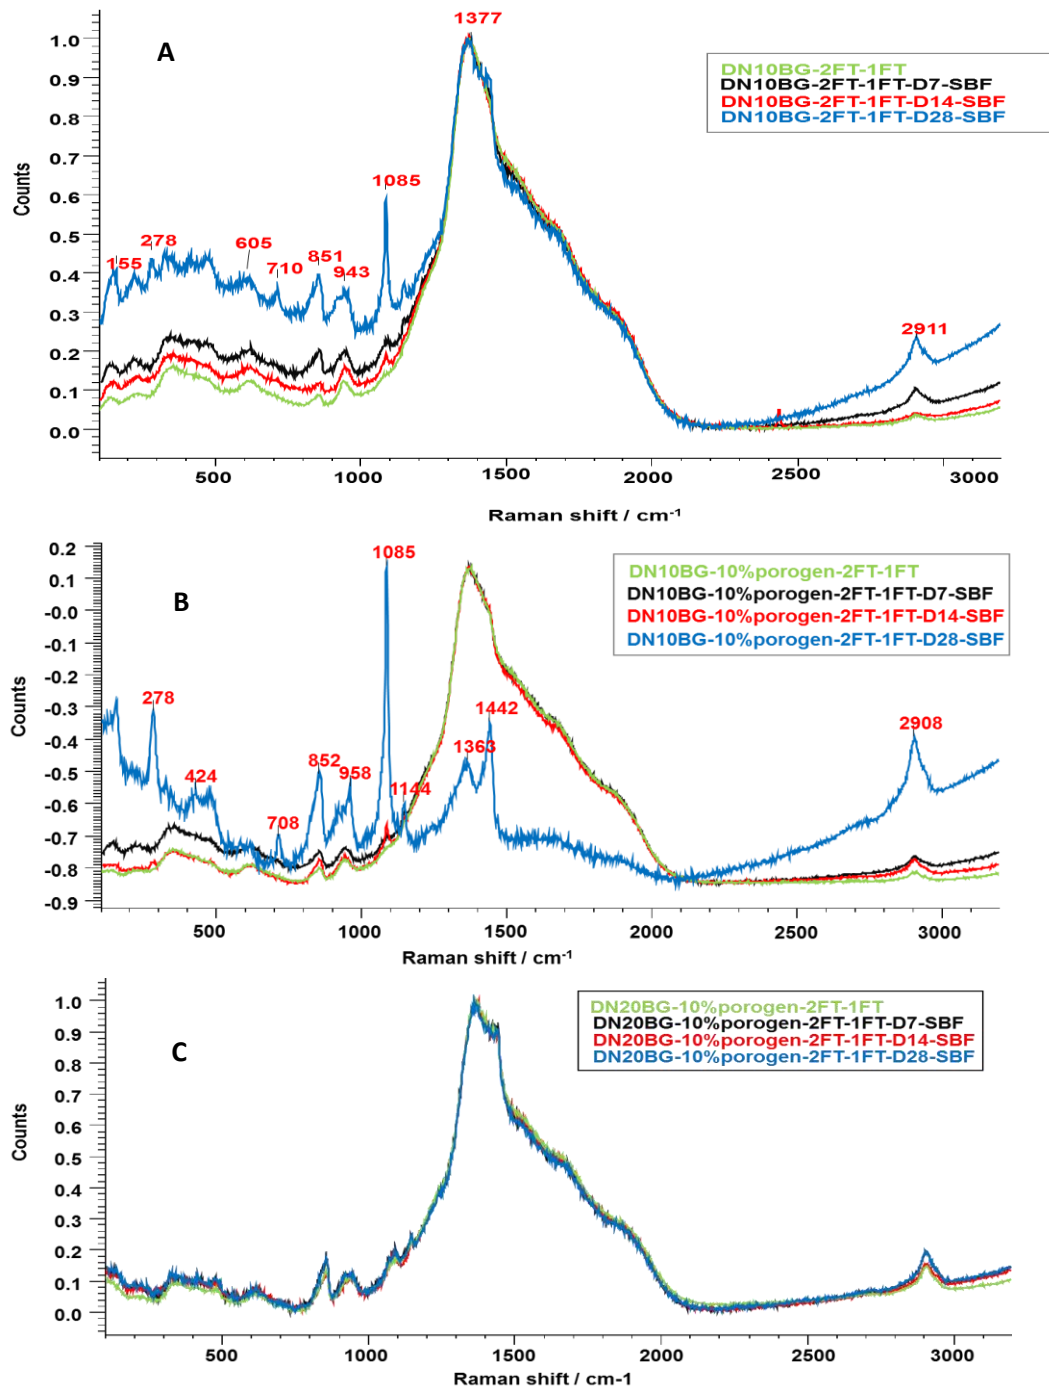 1377
1.0
A
0.9
0.8
0.7
0.6
0.5
0.4
0.3
0.2
0.1
0.0
Counts
DN10BG-2FT-1FT
DN10BG-2FT-1FT-D7-SBF
DN10BG-2FT-1FT-D14-SBF
DN10BG-2FT-1FT-D28-SBF
1085
155
278
605
710
851
943
2911
500 1000 1500 2000 2500 3000
Raman shift / cm-1
0.2
0.1
-0.0
-0.1
-0.2
-0.3
-0.4
-0.5
-0.6
-0.7
-0.8
-0.9
Counts
B
1085
DN10BG-10%porogen-2FT-1FT
DN10BG-10%porogen-2FT-1FT-D7-SBF
DN10BG-10%porogen-2FT-1FT-D14-SBF
DN10BG-10%porogen-2FT-1FT-D28-SBF
278
424
708
852
958
1144
1363
1442
2908
500 1000 1500 2000 2500 3000
Raman shift / cm-1
1.0
0.9
0.8
0.7
0.6
0.5
0.4
0.3
0.2
0.1
0.0
Counts
C
DN20BG-10%porogen-2FT-1FT
DN20BG-10%porogen-2FT-1FT-D7-SBF
DN20BG-10%porogen-2FT-1FT-D14-SBF
DN20BG-10%porogen-2FT-1FT-D28-SBF
500 1000 1500 2000 2500 3000
Raman shift / cm-1